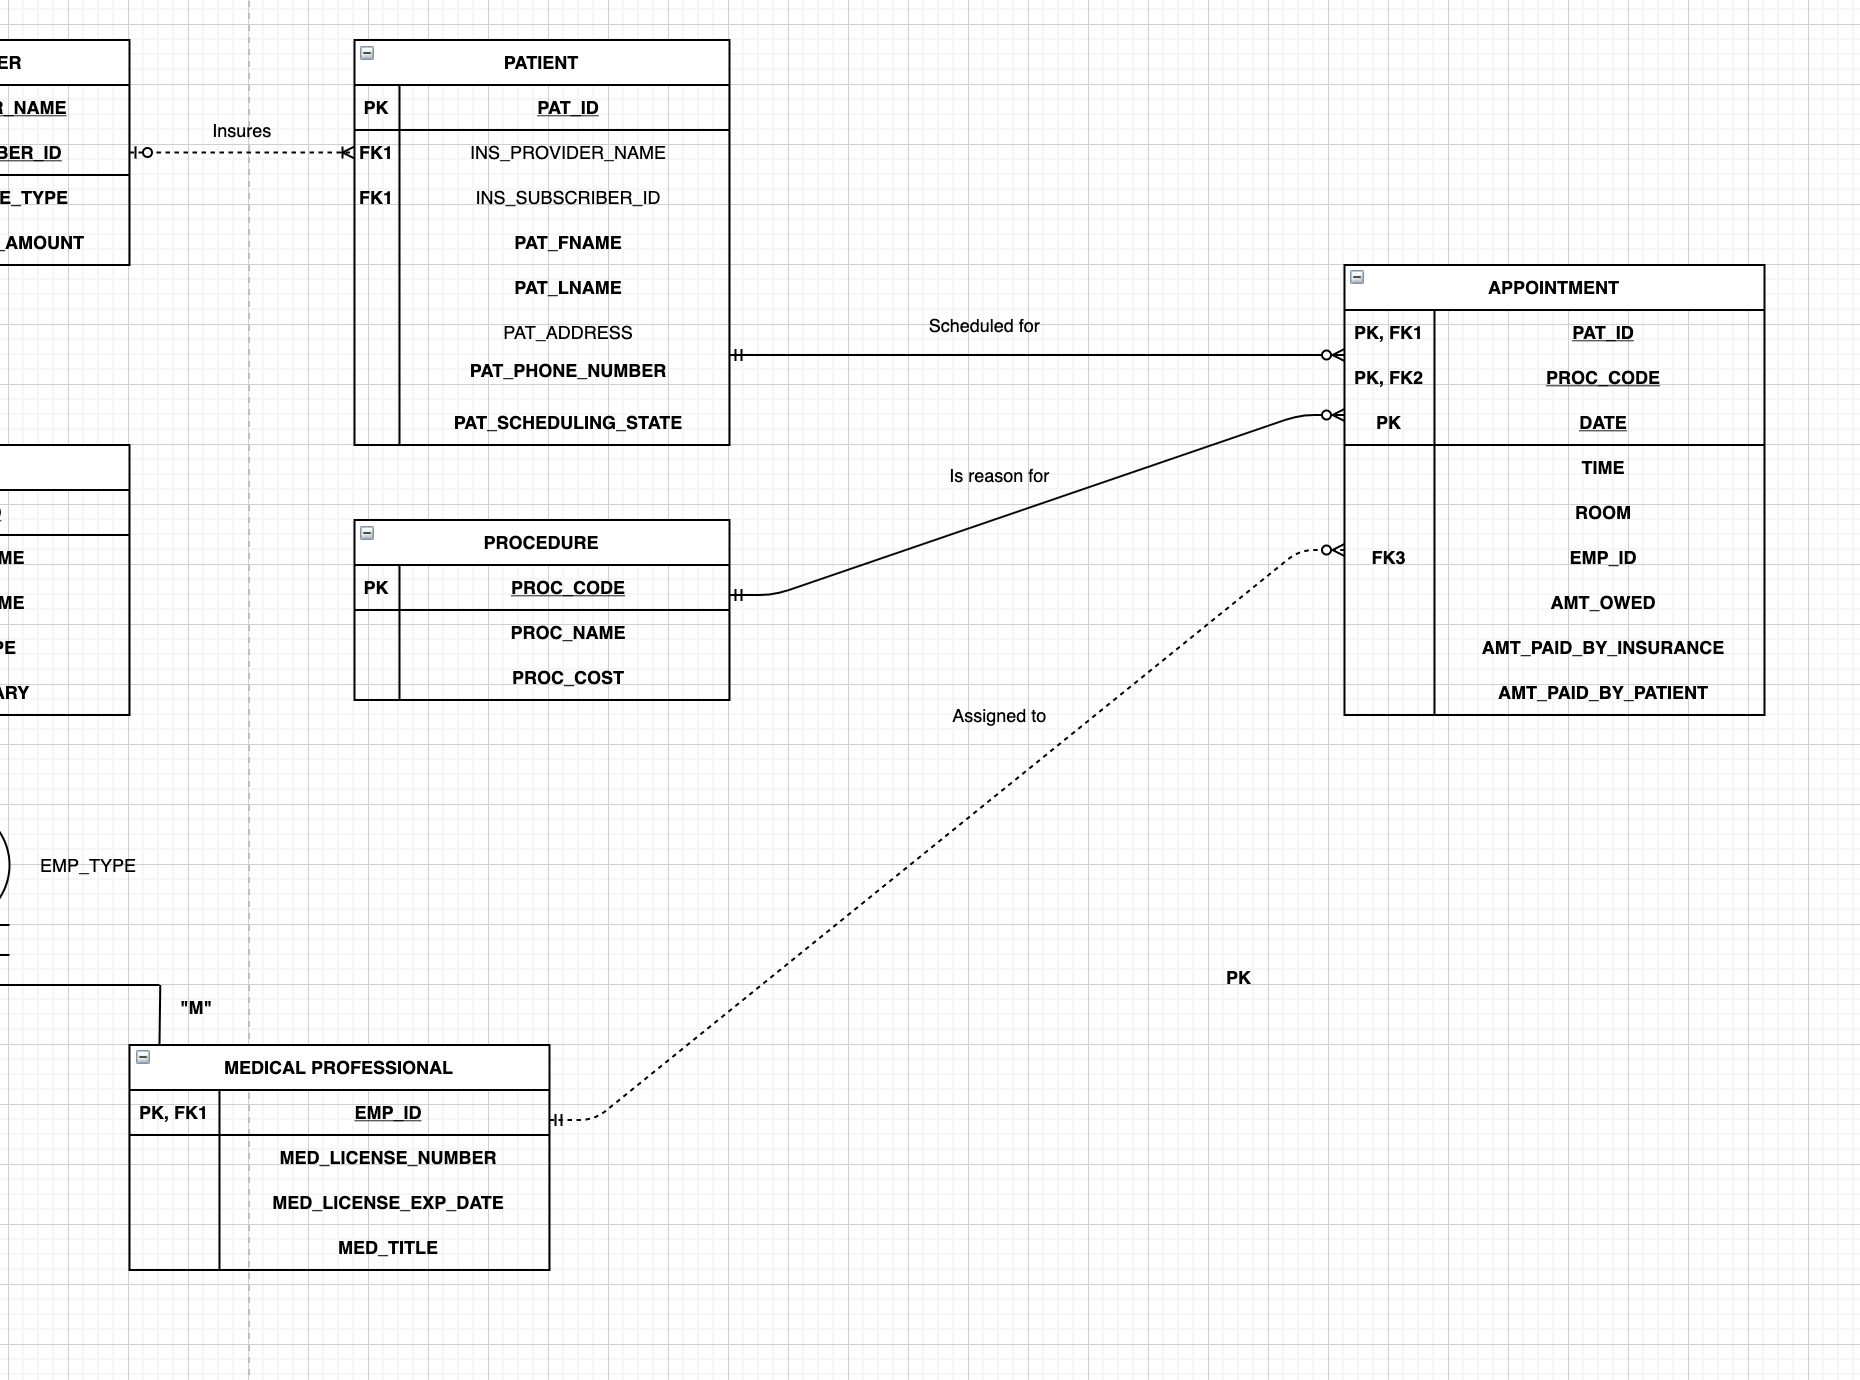 ER
R_NAME
BER_ID
E_TYPE
_AMOUNT
Insures
PATIENT
PK PAT_ID
FK1 INS_PROVIDER_NAME
FK1 INS_SUBSCRIBER_ID
PAT_FNAME
PAT_LNAME
PAT_ADDRESS
PAT_PHONE_NUMBER
PAT_SCHEDULING_STATE
Scheduled for
APPOINTMENT
PK, FK1 PAT_ID
PK, FK2 PROC_CODE
PK DATE
TIME
ROOM
FK3 EMP_ID
AMT_OWED
AMT_PAID_BY_INSURANCE
AMT_PAID_BY_PATIENT
Is reason for
ME
ME
PE
ARY
PROCEDURE
PK PROC_CODE
PROC_NAME
PROC_COST
Assigned to
EMP_TYPE
PK
"M"
MEDICAL PROFESSIONAL
PK, FK1 EMP_ID
MED_LICENSE_NUMBER
MED_LICENSE_EXP_DATE
MED_TITLE